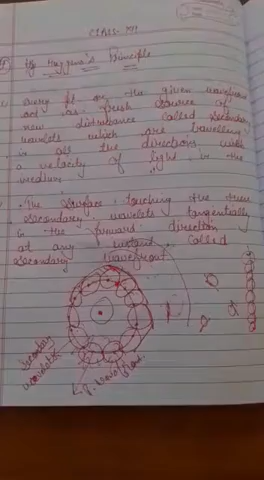 CLASS - XII
Huygen's Principle
every pt on the given wavefront
act as fresh source of
new disturbance called secondary
wavelets which are travelling
in all the directions with
a velocity of light in the
medium.
The surface touching the
secondary wavelets tangentially
in the forward direction
at any instant called
secondary wavefront
secondary
wavelets